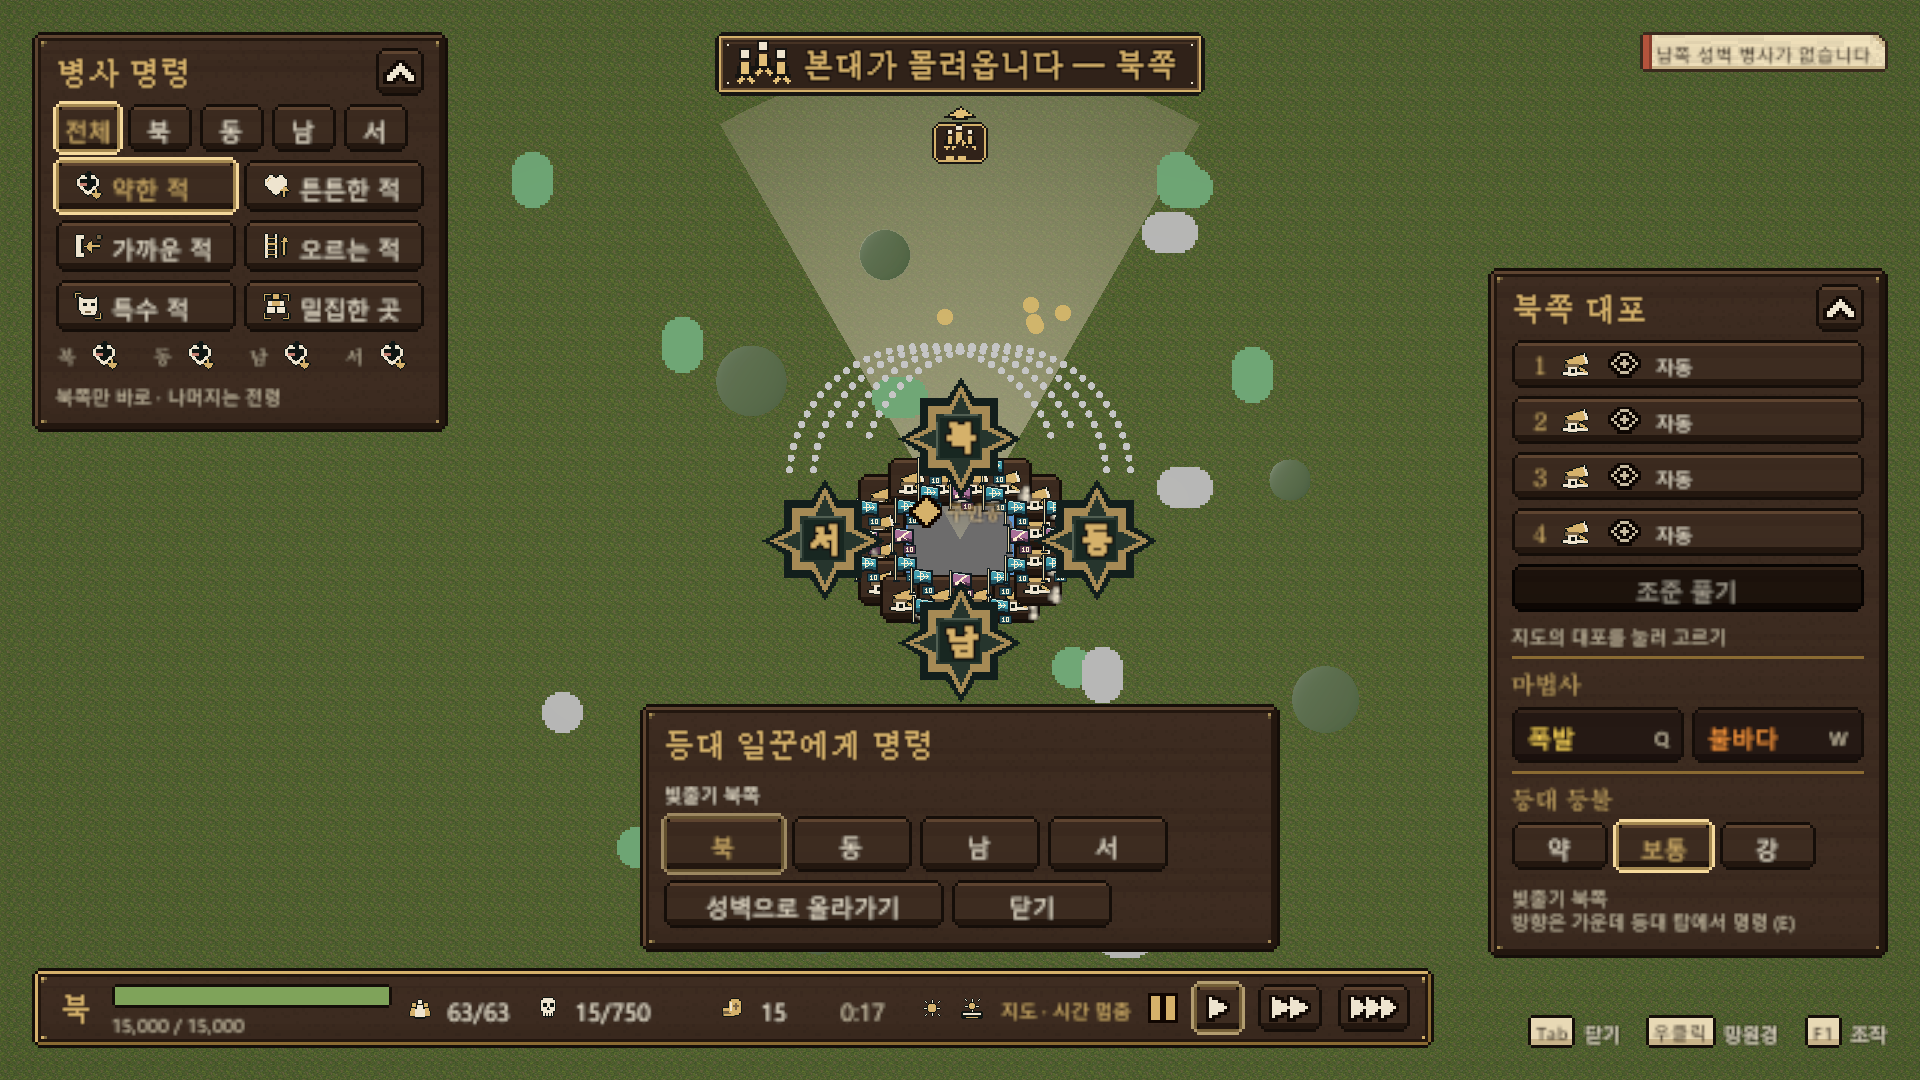 병사 명령
전체 북 동 남 서
약한 적 튼튼한 적
가까운 적 오르는 적
특수 적 밀집한 곳
북 동 남 서
북쪽만 바로 · 나머지는 전령
본대가 몰려옵니다 — 북쪽
남쪽 성벽 병사가 없습니다
북
서
동
남
북쪽 대포
1 자동
2 자동
3 자동
4 자동
조준 풀기
지도의 대포를 눌러 고르기
마법사
폭발 Q 불바다 W
등대 등불
약 보통 강
빛줄기 북쪽
방향은 가운데 등대 탑에서 명령 (E)
등대 일꾼에게 명령
빛줄기 북쪽
북 동 남 서
성벽으로 올라가기 닫기
북 15,000 / 15,000 63/63 15/750 15 0:17 지도 · 시간 멈춤
Tab 닫기 우클릭 망원경 F1 조작